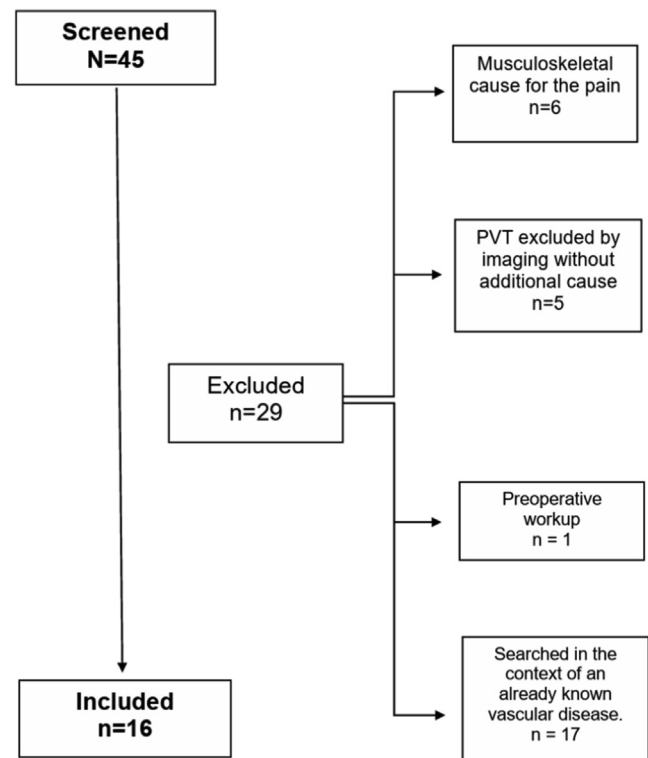 Screened
N=45
Musculoskeletal
cause for the pain
n=6
PVT excluded by
imaging without
additional cause
n=5
Excluded
n=29
Preoperative
workup
n = 1
Searched in the
context of an
already known
vascular disease.
n = 17
Included
n=16